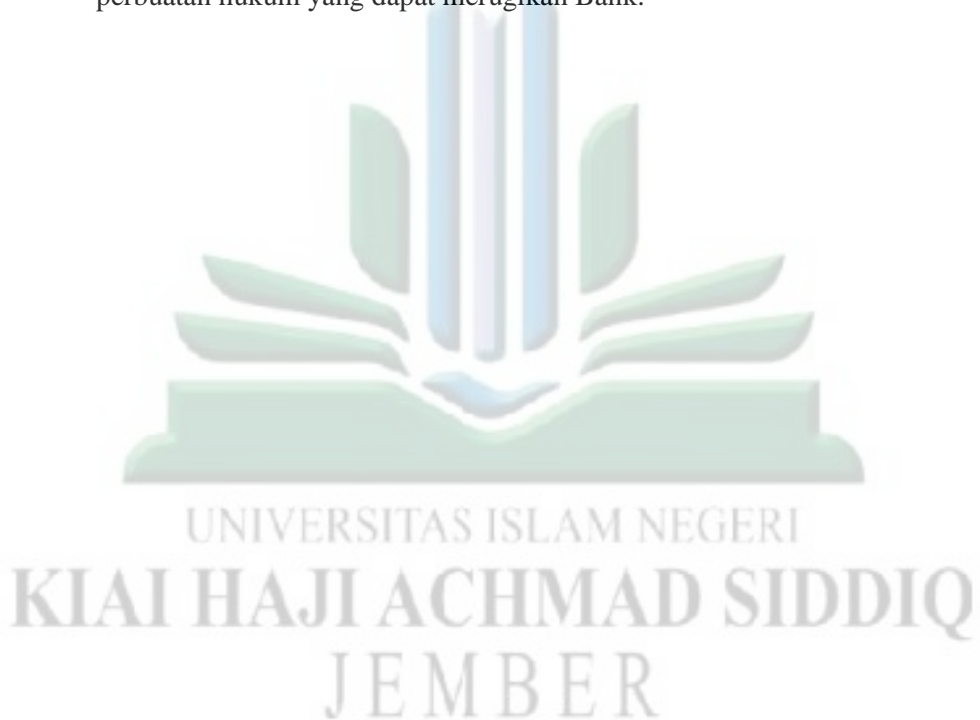 perbuatan hukum yang dapat merugikan Bank.
UNIVERSITAS ISLAM NEGERI
KIAI HAJI ACHMAD SIDDIQ
JEMBER